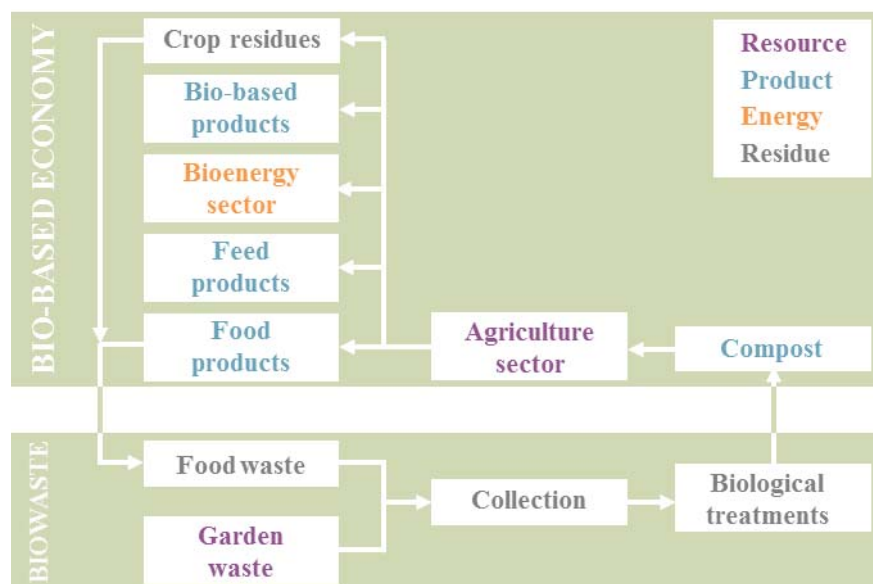 BIO-BASED ECONOMY
Crop residues
Bio-based
products
Bioenergy
sector
Feed
products
Food
products
Agriculture
sector
Compost
Resource
Product
Energy
Residue
BIOWASTE
Food waste
Garden
waste
Collection
Biological
treatments